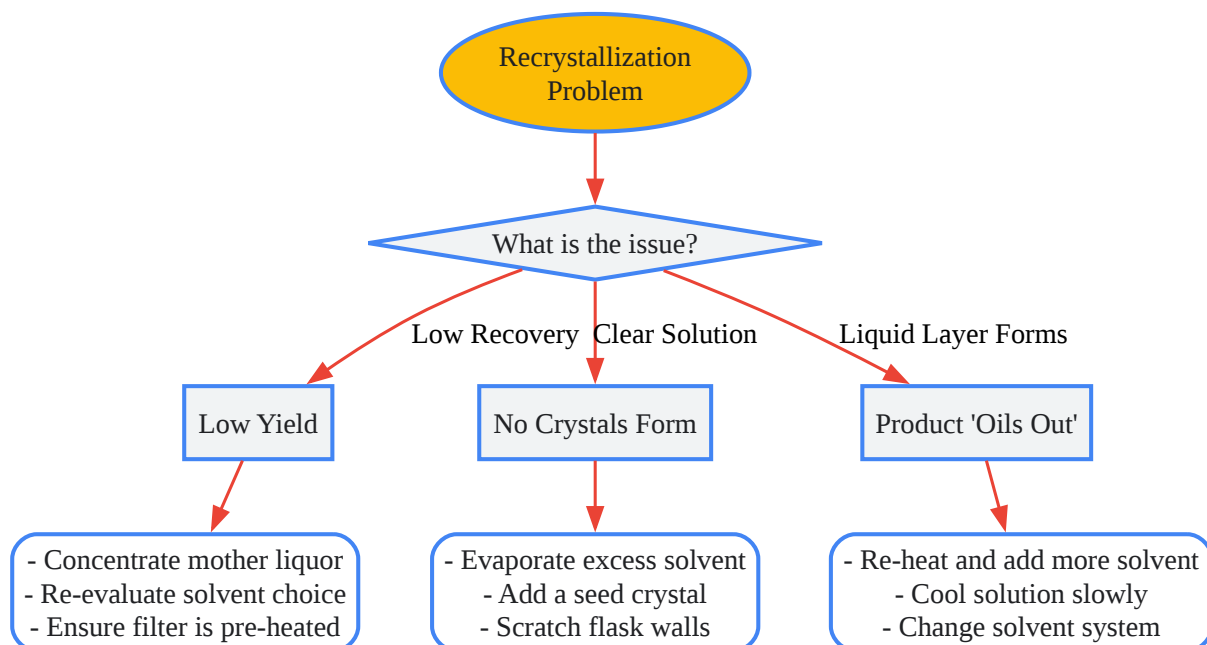 Recrystallization
Problem
What is the issue?
Low Recovery
Clear Solution
Liquid Layer Forms
Low Yield
No Crystals Form
Product 'Oils Out'
- Concentrate mother liquor
- Re-evaluate solvent choice
- Ensure filter is pre-heated
- Evaporate excess solvent
- Add a seed crystal
- Scratch flask walls
- Re-heat and add more solvent
- Cool solution slowly
- Change solvent system